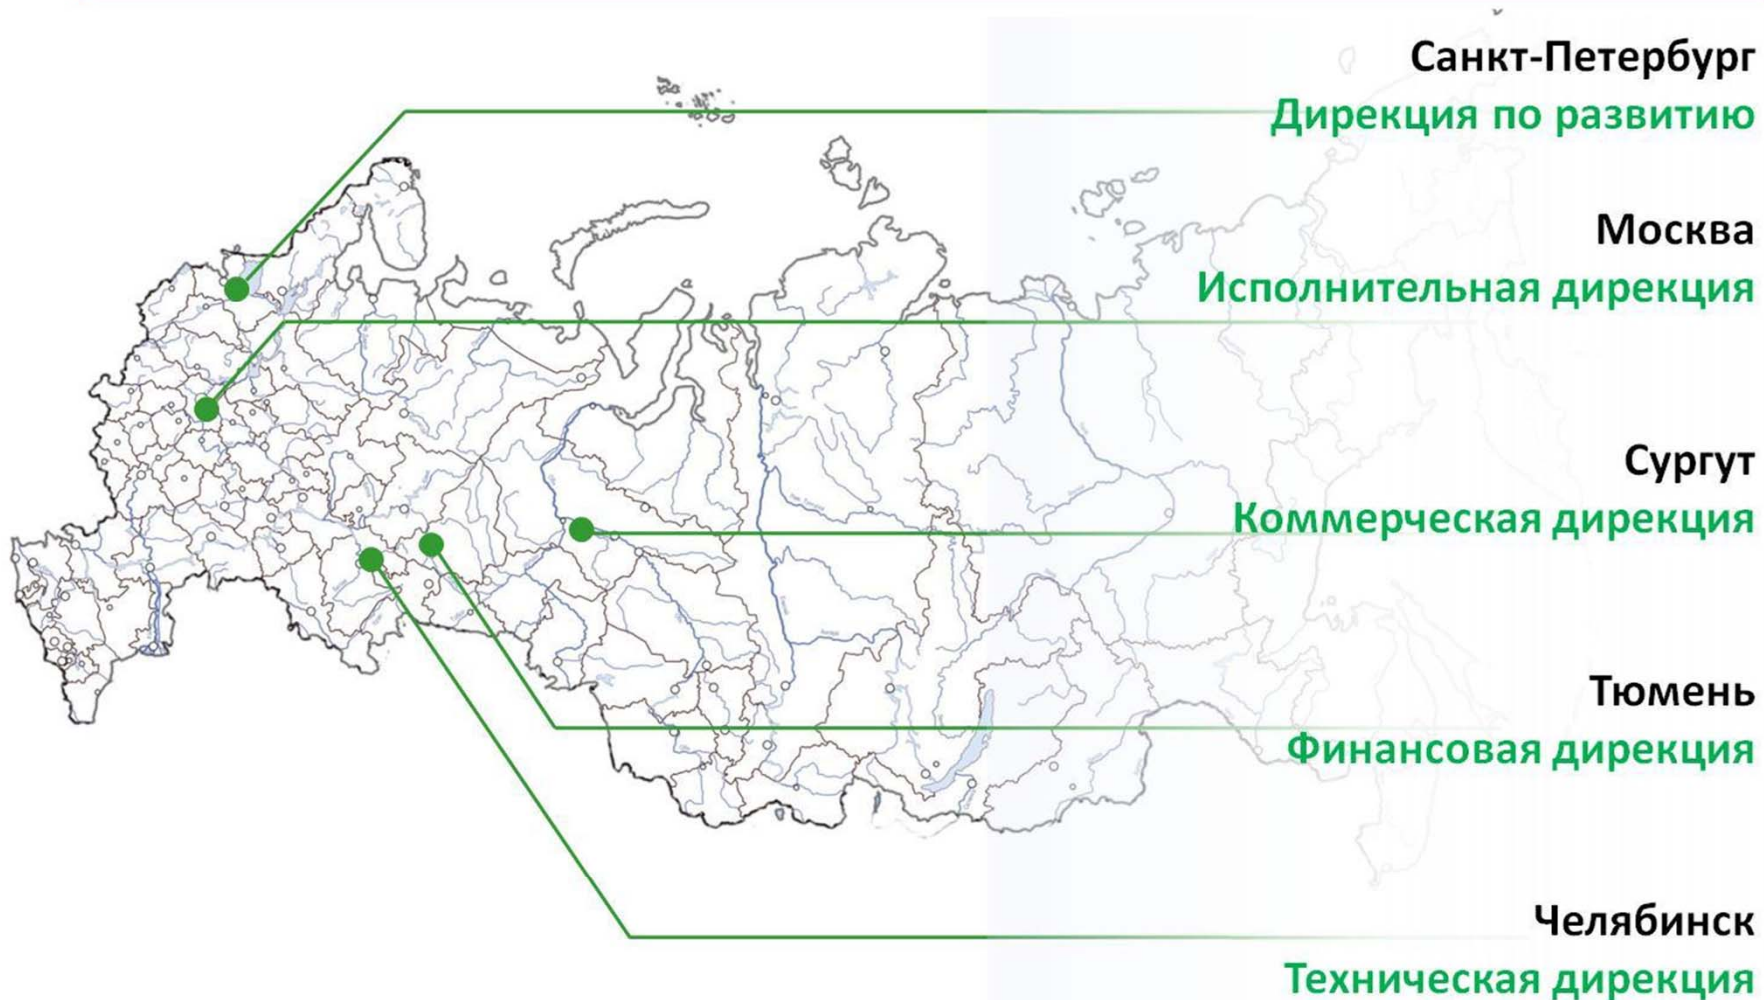 Санкт-Петербург
Дирекция по развитию
Москва
Исполнительная дирекция
Сургут
Коммерческая дирекция
Тюмень
Финансовая дирекция
Челябинск
Техническая дирекция